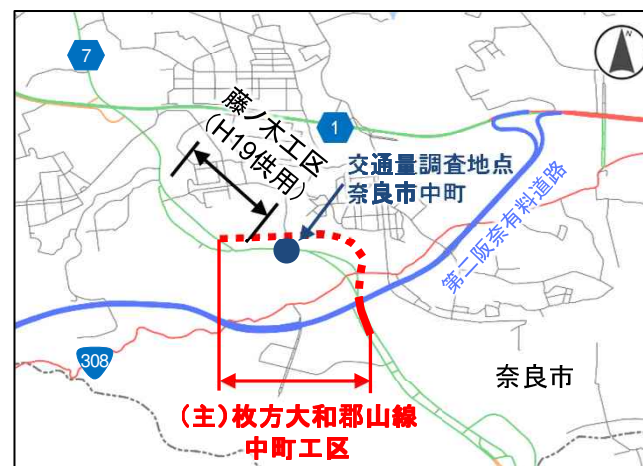 7
N
藤ノ木工区
(H19供用)
1
交通量調査地点
奈良市中町
第二阪奈有料道路
308
奈良市
(主)枚方大和郡山線
中町工区